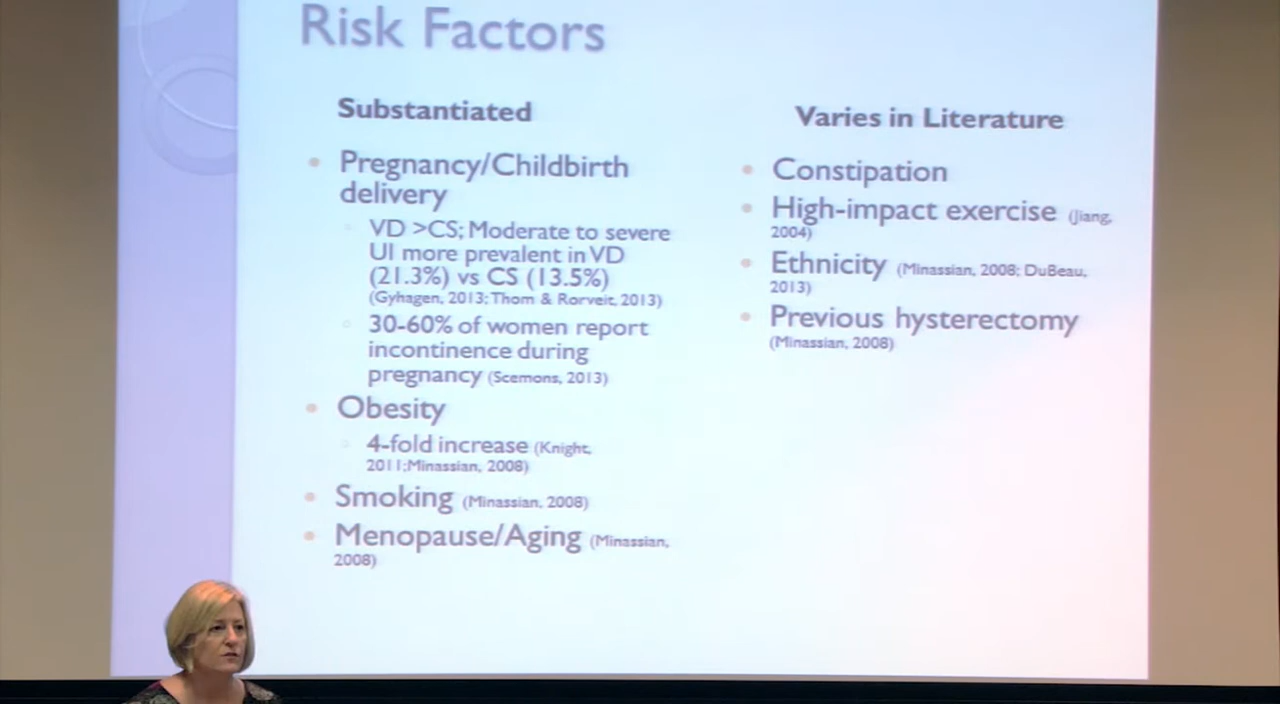 Risk Factors
Substantiated
Pregnancy/Childbirth
delivery
VD >CS; Moderate to severe
UI more prevalent in VD
(21.3%) vs CS (13.5%)
(Gyhagen, 2013; Thom & Rorveit, 2013)
30-60% of women report
incontinence during
pregnancy (Scemons, 2013)
Obesity
4-fold increase (Knight,
2011;Minassian, 2008)
Smoking (Minassian, 2008)
Menopause/Aging (Minassian,
2008)
Varies in Literature
Constipation
High-impact exercise (Jiang,
2004)
Ethnicity (Minassian, 2008; DuBeau,
2013)
Previous hysterectomy
(Minassian, 2008)